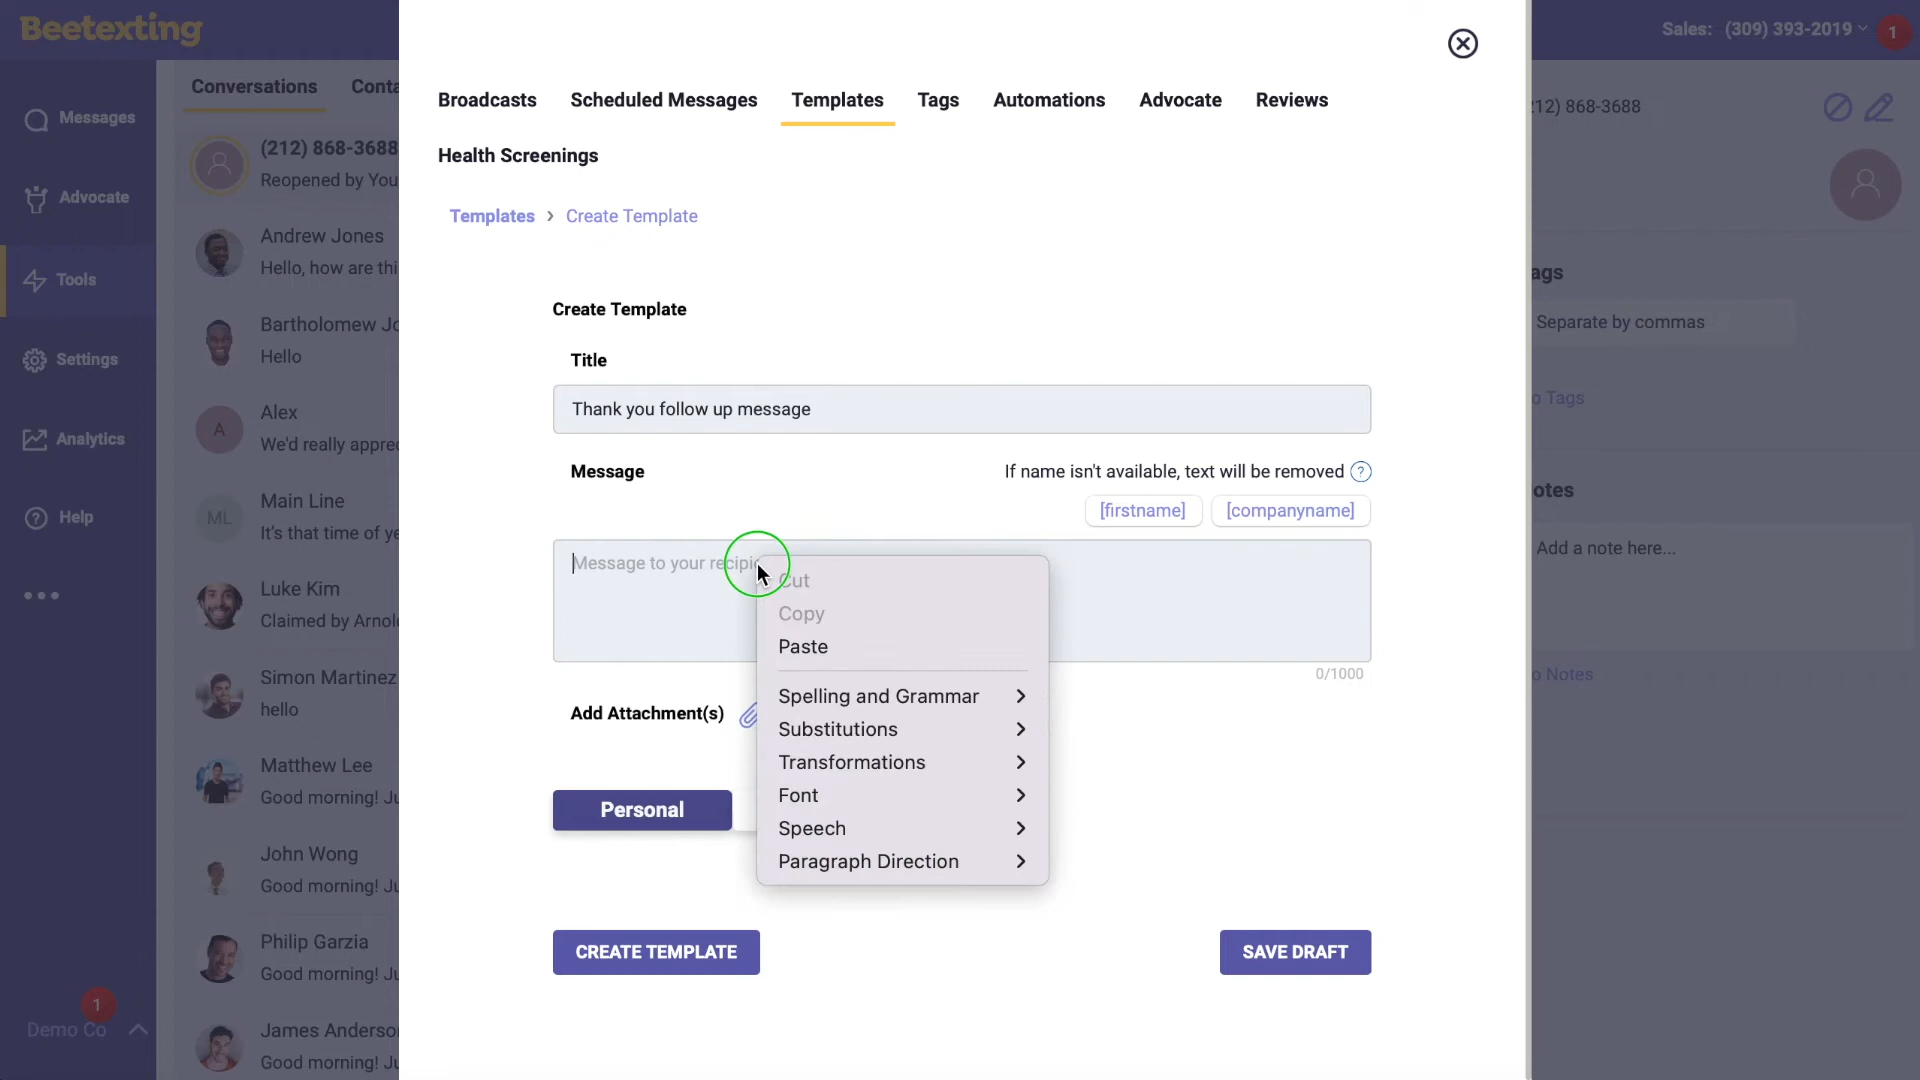 Beetexting
Sales: (309) 393-2019
1
Messages
Advocate
Tools
Settings
Analytics
Help
1
Demo Co
Conversations
Conta
(212) 868-3688
Reopened by You
Andrew Jones
Hello, how are thi
Bartholomew Jo
Hello
A
Alex
We'd really apprec
ML
Main Line
It's that time of ye
Luke Kim
Claimed by Arnol
Simon Martinez
hello
Matthew Lee
Good morning! Ju
John Wong
Good morning! Ju
Philip Garzia
Good morning! Ju
James Anderso
Good morning! Ju
Broadcasts Scheduled Messages Templates Tags Automations Advocate Reviews
Health Screenings
Templates > Create Template
Create Template
Title
Thank you follow up message
Message
If name isn't available, text will be removed ?
[firstname] [companyname]
Message to your recipie
0/1000
Cut
Copy
Paste
Spelling and Grammar
Substitutions
Transformations
Font
Speech
Paragraph Direction
Add Attachment(s)
Personal
CREATE TEMPLATE
SAVE DRAFT
12) 868-3688
ags
Separate by commas
o Tags
otes
Add a note here...
o Notes